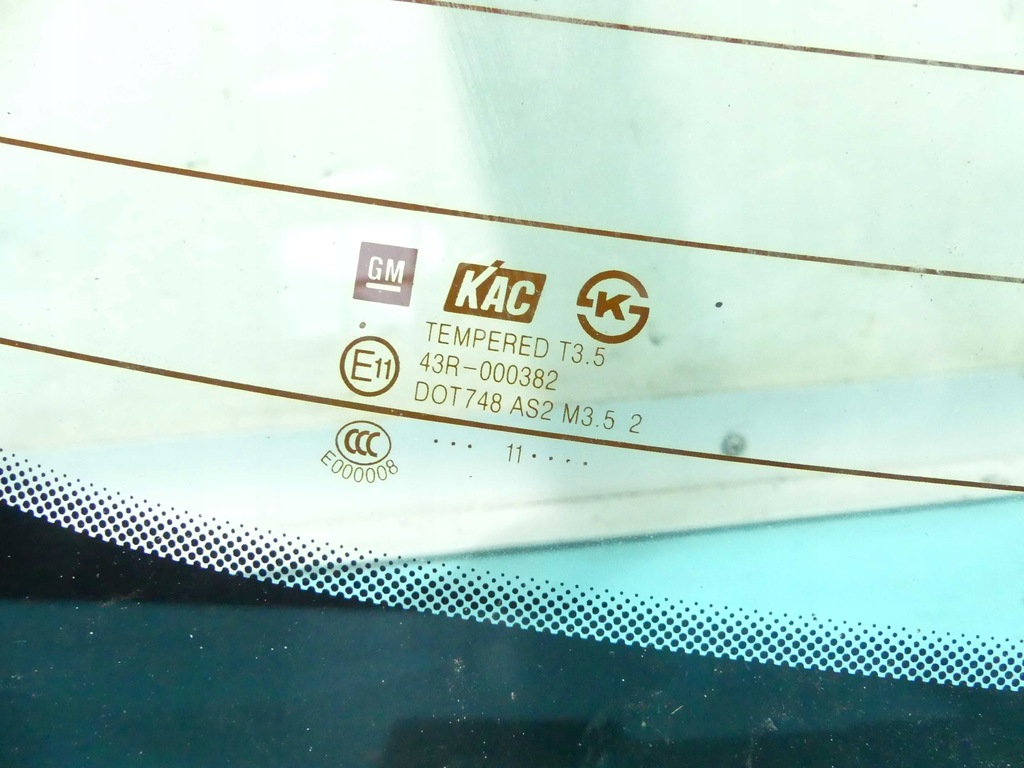 GM
KAC
K
TEMPERED T3.5
E11
43R-000382
DOT748 AS2 M3.5 2
CCC
E000008
... 11 ....